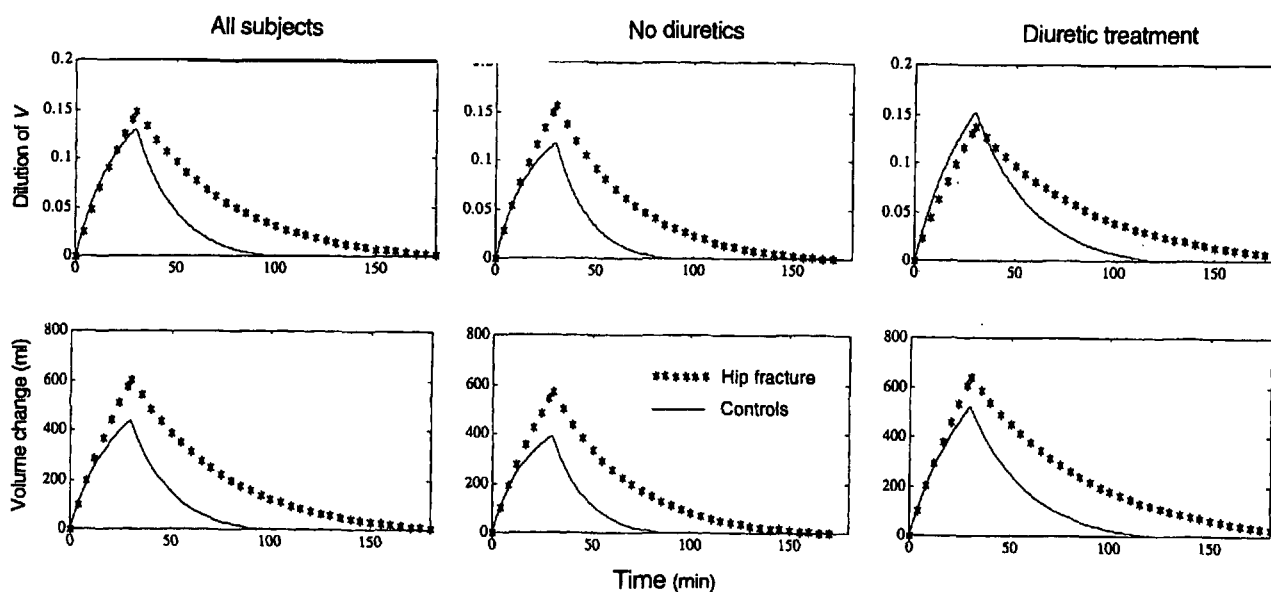 All subjects
No diuretics
Diuretic treatment
Dilution of V
0.2
0.15
0.1
0.05
0
0 50 100 150
0.15
0.1
0.05
0
0 50 100 150
0.2
0.15
0.1
0.05
0
0 50 100 150
Volume change (ml)
800
600
400
200
0
0 50 100 150
800
600
400
200
0
0 50 100 150
****** Hip fracture
Controls
800
600
400
200
0
0 50 100 150
Time (min)